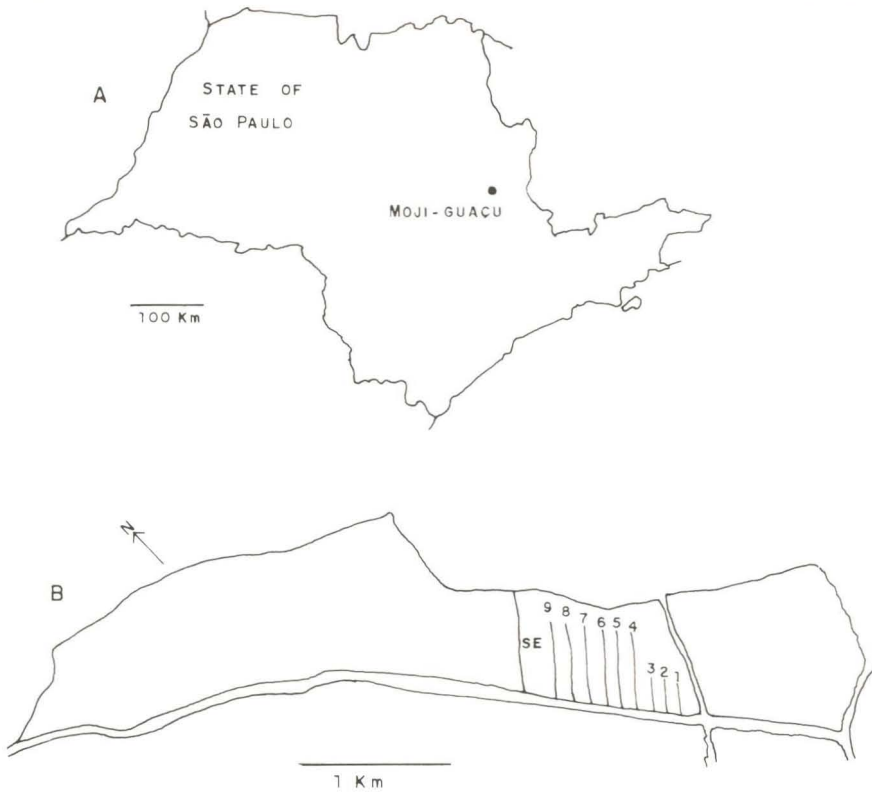 A
STATE OF
SÃO PAULO
MOJI-GUAÇU
100 Km
N
B
9 8 7 6 5 4
SE
3 2 1
1 Km